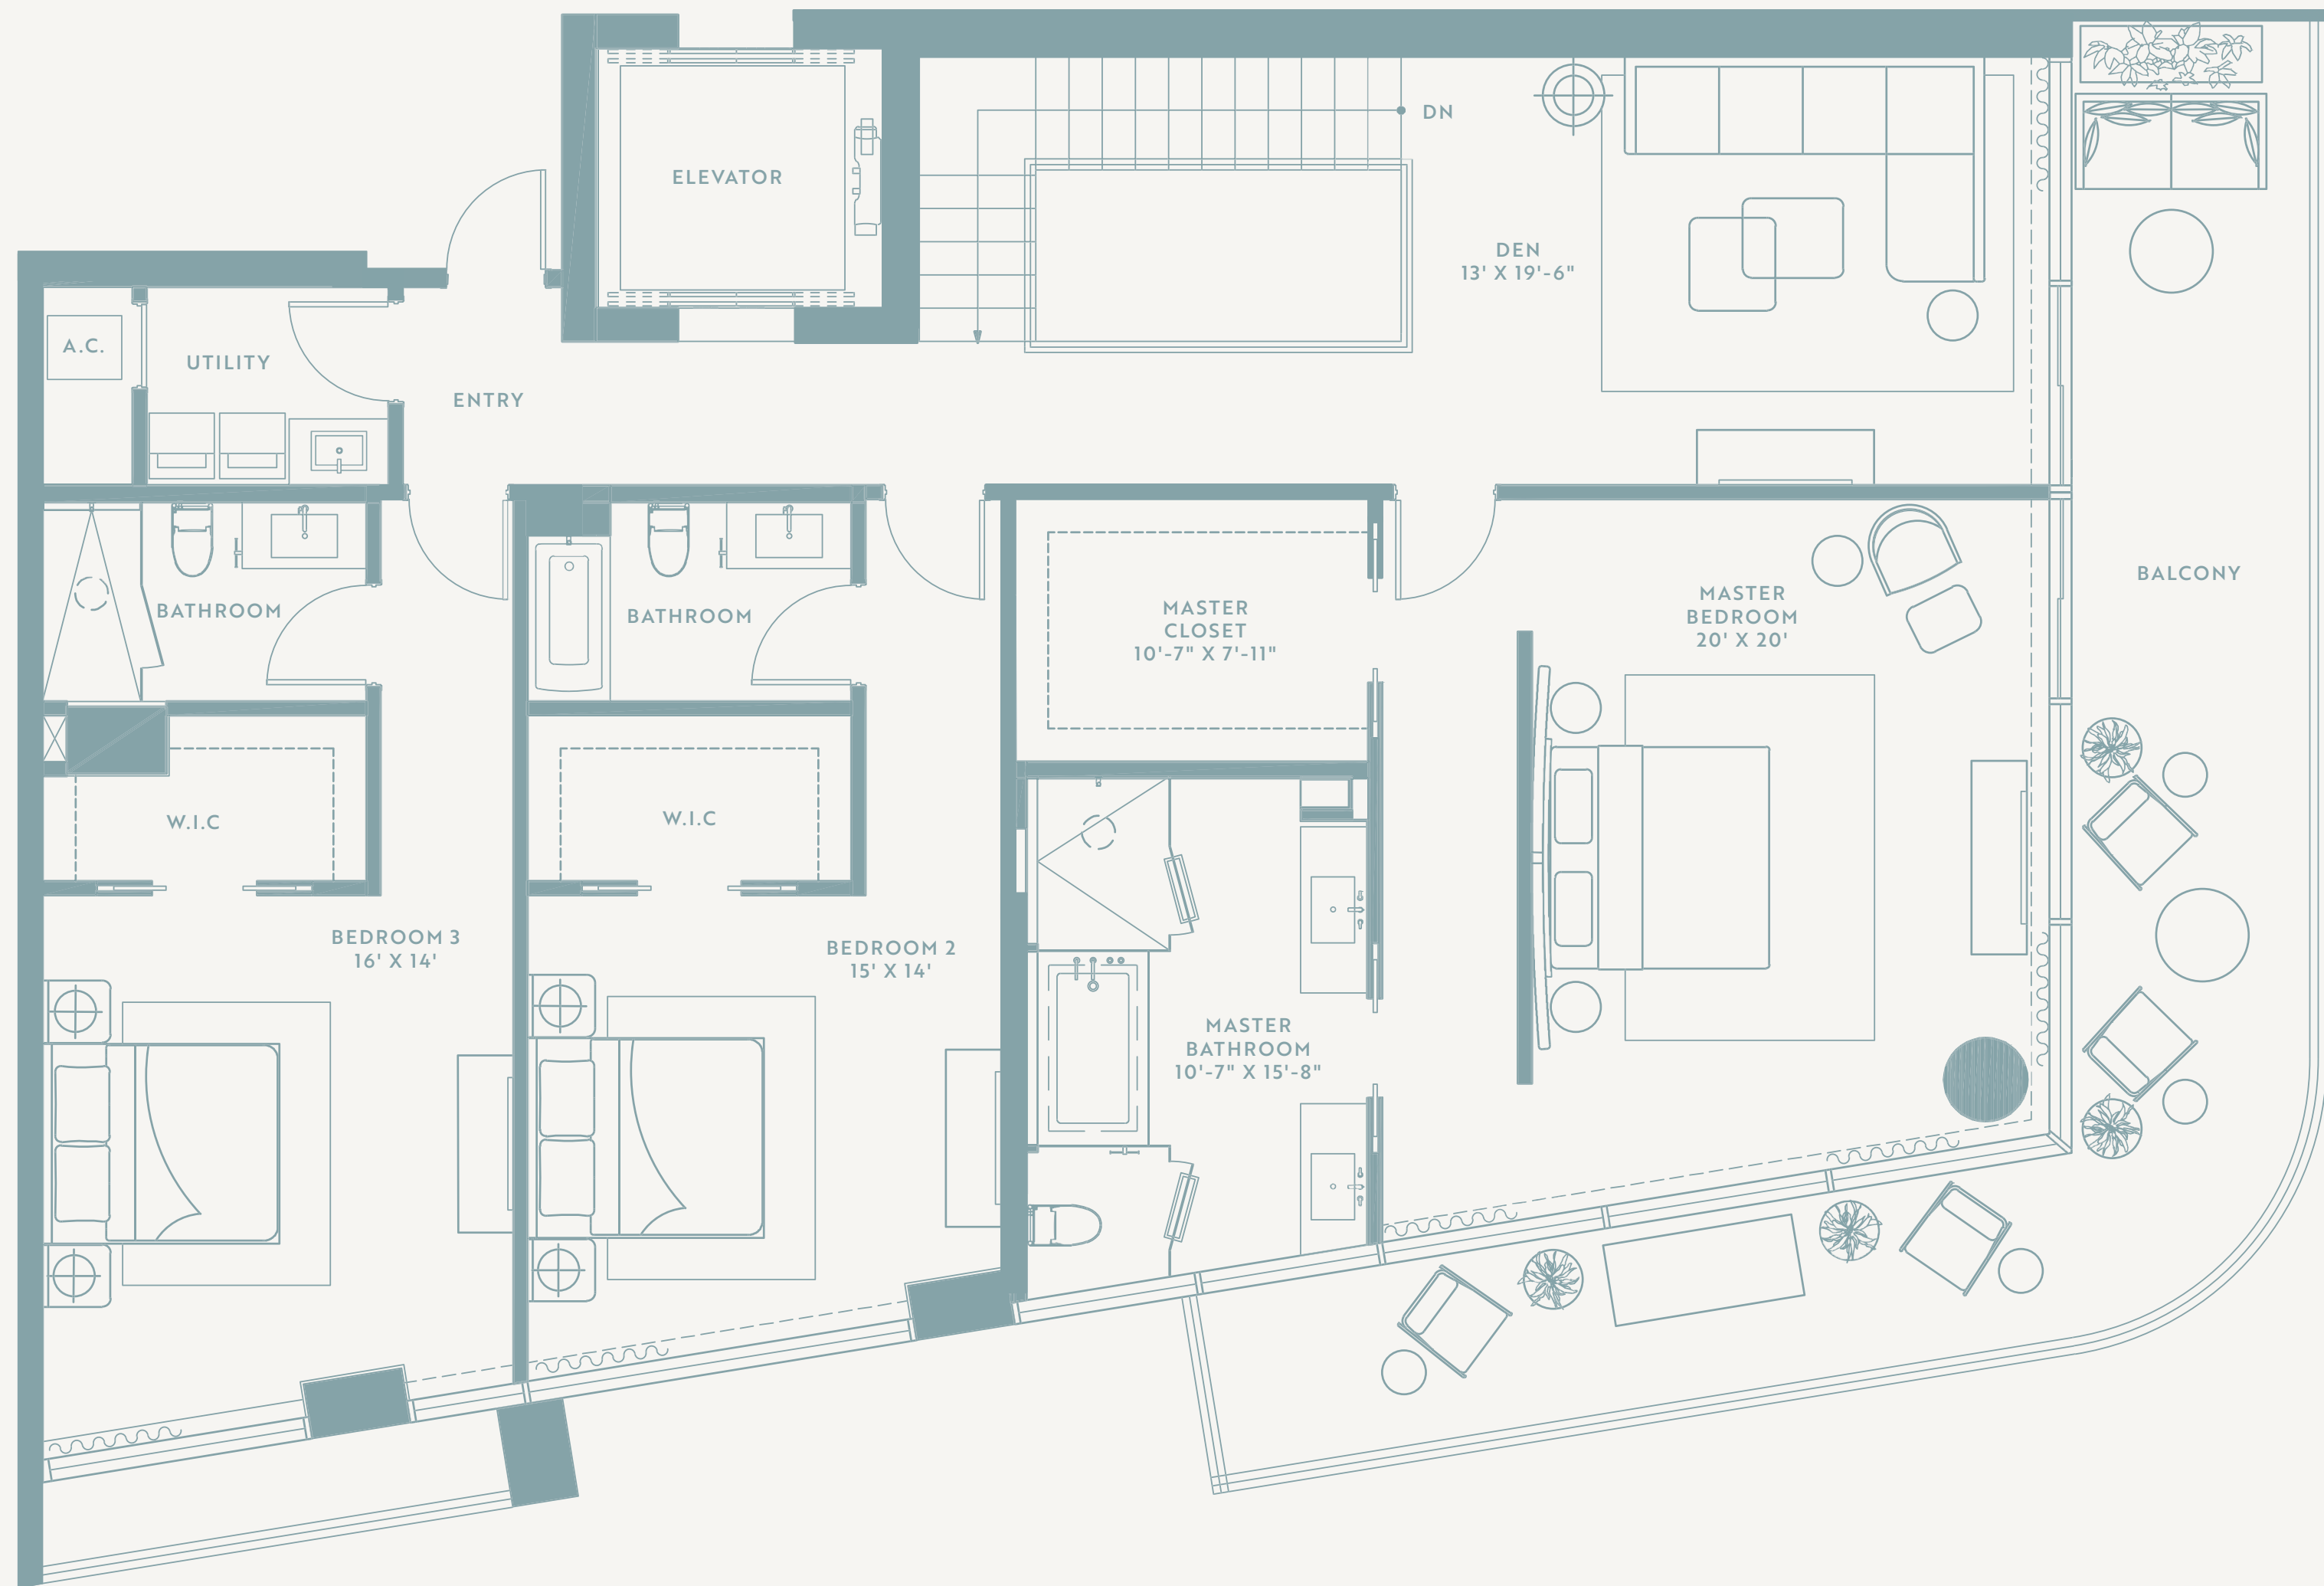 ELEVATOR
DN
DEN
13' X 19'-6"
A.C.
UTILITY
ENTRY
BATHROOM
BATHROOM
MASTER
CLOSET
10'-7" X 7'-11"
MASTER
BEDROOM
20' X 20'
BALCONY
W.I.C
W.I.C
BEDROOM 3
16' X 14'
BEDROOM 2
15' X 14'
MASTER
BATHROOM
10'-7" X 15'-8"